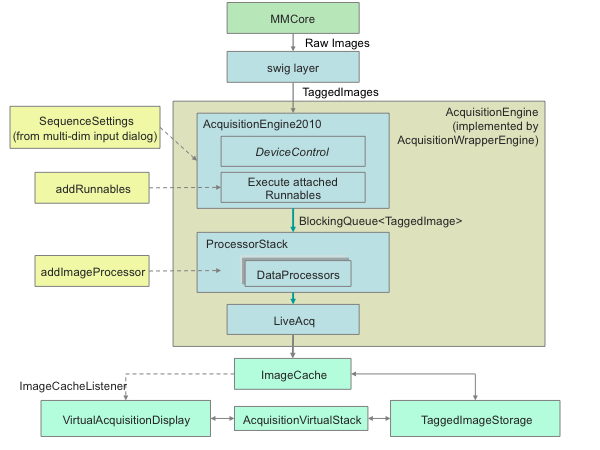 MMCore
Raw Images
swig layer
TaggedImages
SequenceSettings
(from multi-dim input dialog)
AcquisitionEngine
(implemented by
AcquisitionWrapperEngine)
AcquisitionEngine2010
DeviceControl
addRunnables
Execute attached
Runnables
BlockingQueue<TaggedImage>
ProcessorStack
addImageProcessor
DataProcessors
LiveAcq
ImageCache
ImageCacheListener
VirtualAcquisitionDisplay
AcquisitionVirtualStack
TaggedImageStorage